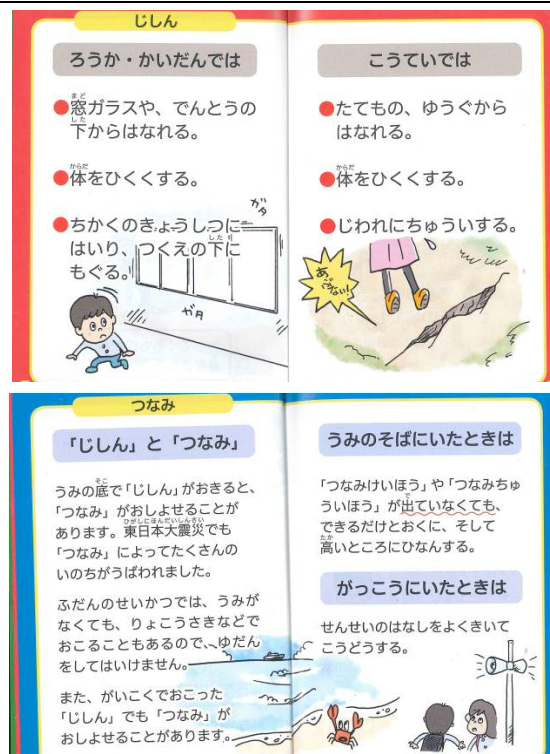 じしん
ろうか・かいだんでは
●窓ガラスや、でんとうの
下からはなれる。
●体をひくくする。
●ちかくのきょうしつに
はいり、つくえの下に
もぐる。
ガタ
ガタ
こうていでは
●たてもの、ゆうぐから
はなれる。
●体をひくくする。
●じわれにちゅういする。
あぶない!
つなみ
「じしん」と「つなみ」
うみの底で「じしん」がおきると、
「つなみ」がおしよせることが
あります。東日本大震災でも
「つなみ」によってたくさんの
いのちがうばわれました。
ふだんのせいかつでは、うみが
なくても、りょこうさきなどで
おこることもあるので、ゆだん
をしてはいけません。
また、がいこくでおこった
「じしん」でも「つなみ」が
おしよせることがあります。
うみのそばにいたときは
「つなみけいほう」や「つなみちゅ
ういほう」が出ていなくても、
できるだけとおくに、そして
高いところにひなんする。
がっこうにいたときは
せんせいのはなしをよくきいて
こうどうする。